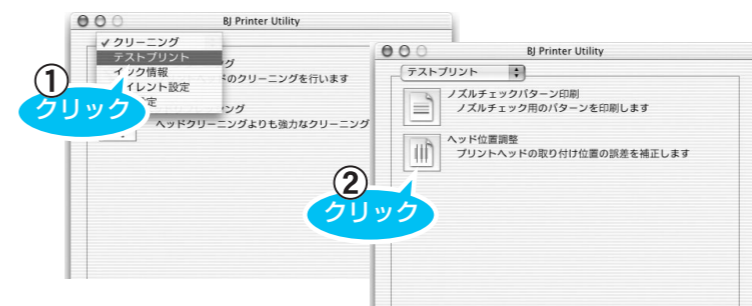 BJ Printer Utility
✓ クリーニング
テストプリント
インク情報
イレント設定
定
①
クリック
グ
ドのクリーニングを行います
ング
ヘッドクリーニングよりも強力なクリーニング
BJ Printer Utility
テストプリント
ノズルチェックパターン印刷
ノズルチェック用のパターンを印刷します
ヘッド位置調整
プリントヘッドの取り付け位置の誤差を補正します
②
クリック